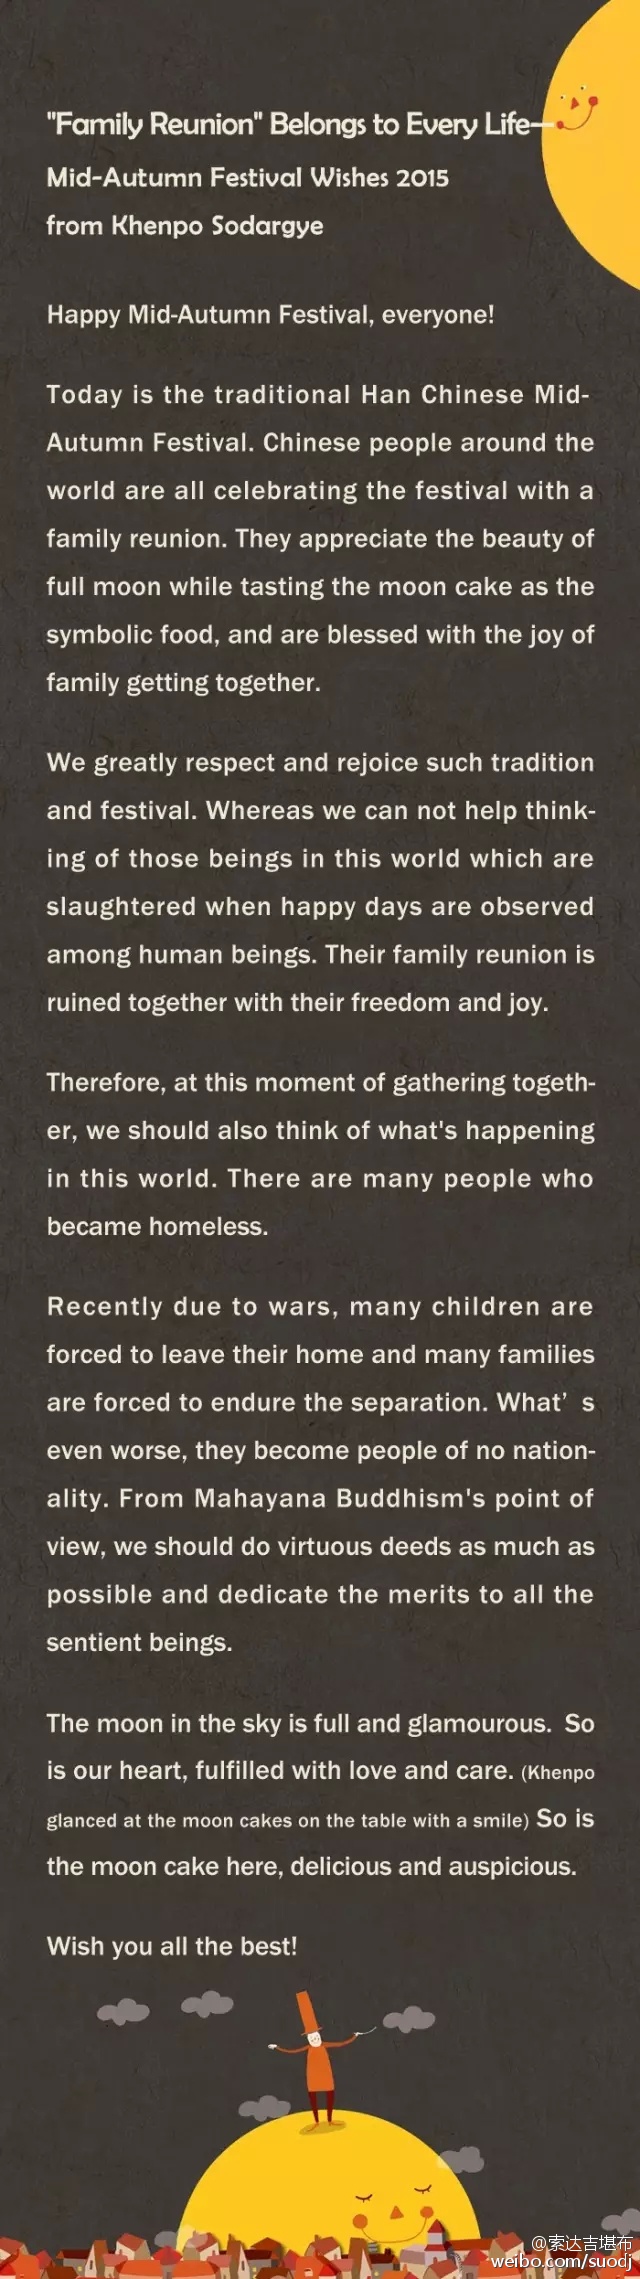 "Family Reunion" Belongs to Every Life—
Mid-Autumn Festival Wishes 2015
from Khenpo Sodargye
Happy Mid-Autumn Festival, everyone!
Today is the traditional Han Chinese Mid-
Autumn Festival. Chinese people around the
world are all celebrating the festival with a
family reunion. They appreciate the beauty of
full moon while tasting the moon cake as the
symbolic food, and are blessed with the joy of
family getting together.
We greatly respect and rejoice such tradition
and festival. Whereas we can not help think-
ing of those beings in this world which are
slaughtered when happy days are observed
among human beings. Their family reunion is
ruined together with their freedom and joy.
Therefore, at this moment of gathering togeth-
er, we should also think of what's happening
in this world. There are many people who
became homeless.
Recently due to wars, many children are
forced to leave their home and many families
are forced to endure the separation. What’ s
even worse, they become people of no nation-
ality. From Mahayana Buddhism's point of
view, we should do virtuous deeds as much as
possible and dedicate the merits to all the
sentient beings.
The moon in the sky is full and glamourous. So
is our heart, fulfilled with love and care. (Khenpo
glanced at the moon cakes on the table with a smile) So is
the moon cake here, delicious and auspicious.
Wish you all the best!
@索达吉堪布
weibo.com/suodj